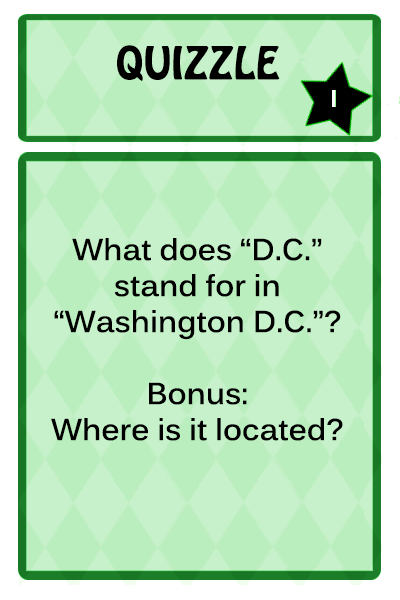 QUIZZLE
1
What does “D.C.”
stand for in
“Washington D.C.”?
Bonus:
Where is it located?